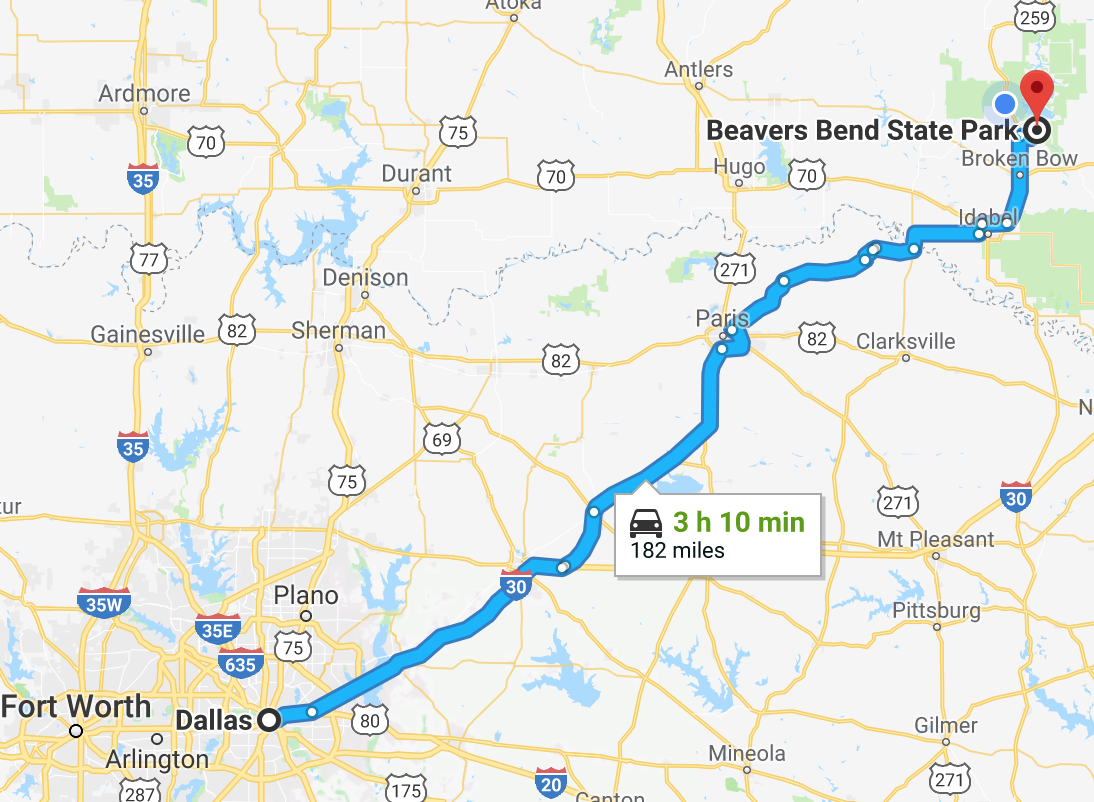 Atoka
259
Antlers
Ardmore
75
70
Beavers Bend State Park
Broken Bow
35
Durant
70
Hugo
70
Idabel
77
271
Denison
Gainesville
82
Sherman
Paris
82
82
Clarksville
N
69
35
75
271
30
tur
3 h 10 min
182 miles
Mt Pleasant
30
35W
Plano
Pittsburg
35E
75
635
Fort Worth
Dallas
80
Gilmer
Arlington
Mineola
287
175
20
271
Canton